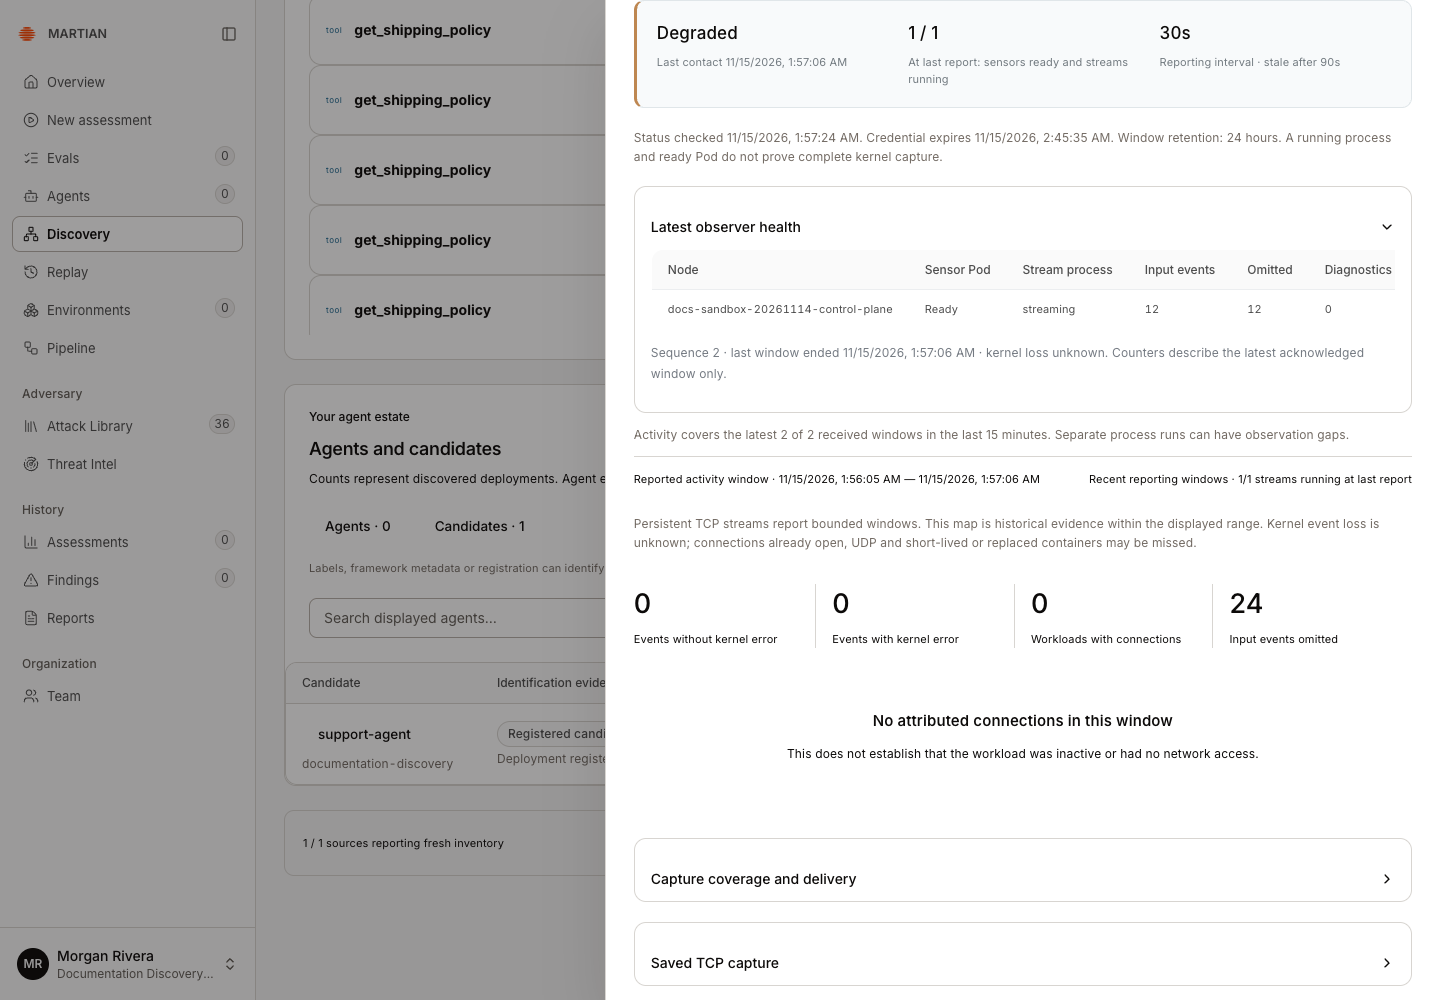 MARTIAN
Overview
New assessment
Evals 0
Agents 0
Discovery
Replay
Environments 0
Pipeline
Adversary
Attack Library 36
Threat Intel
History
Assessments 0
Findings 0
Reports
Organization
Team
MR
Morgan Rivera
Documentation Discovery...
tool get_shipping_policy
tool get_shipping_policy
tool get_shipping_policy
tool get_shipping_policy
tool get_shipping_policy
Your agent estate
Agents and candidates
Counts represent discovered deployments. Agent e
Agents · 0 Candidates · 1
Labels, framework metadata or registration can identify
Search displayed agents...
Candidate Identification evide
support-agent Registered candi
documentation-discovery Deployment registe
1 / 1 sources reporting fresh inventory
Degraded
Last contact 11/15/2026, 1:57:06 AM
1 / 1
At last report: sensors ready and streams
running
30s
Reporting interval · stale after 90s
Status checked 11/15/2026, 1:57:24 AM. Credential expires 11/15/2026, 2:45:35 AM. Window retention: 24 hours. A running process
and ready Pod do not prove complete kernel capture.
Latest observer health
Node Sensor Pod Stream process Input events Omitted Diagnostics
docs-sandbox-20261114-control-plane Ready streaming 12 12 0
Sequence 2 · last window ended 11/15/2026, 1:57:06 AM · kernel loss unknown. Counters describe the latest acknowledged
window only.
Activity covers the latest 2 of 2 received windows in the last 15 minutes. Separate process runs can have observation gaps.
Reported activity window · 11/15/2026, 1:56:05 AM — 11/15/2026, 1:57:06 AM Recent reporting windows · 1/1 streams running at last report
Persistent TCP streams report bounded windows. This map is historical evidence within the displayed range. Kernel event loss is
unknown; connections already open, UDP and short-lived or replaced containers may be missed.
0 0 0 24
Events without kernel error Events with kernel error Workloads with connections Input events omitted
No attributed connections in this window
This does not establish that the workload was inactive or had no network access.
Capture coverage and delivery
Saved TCP capture